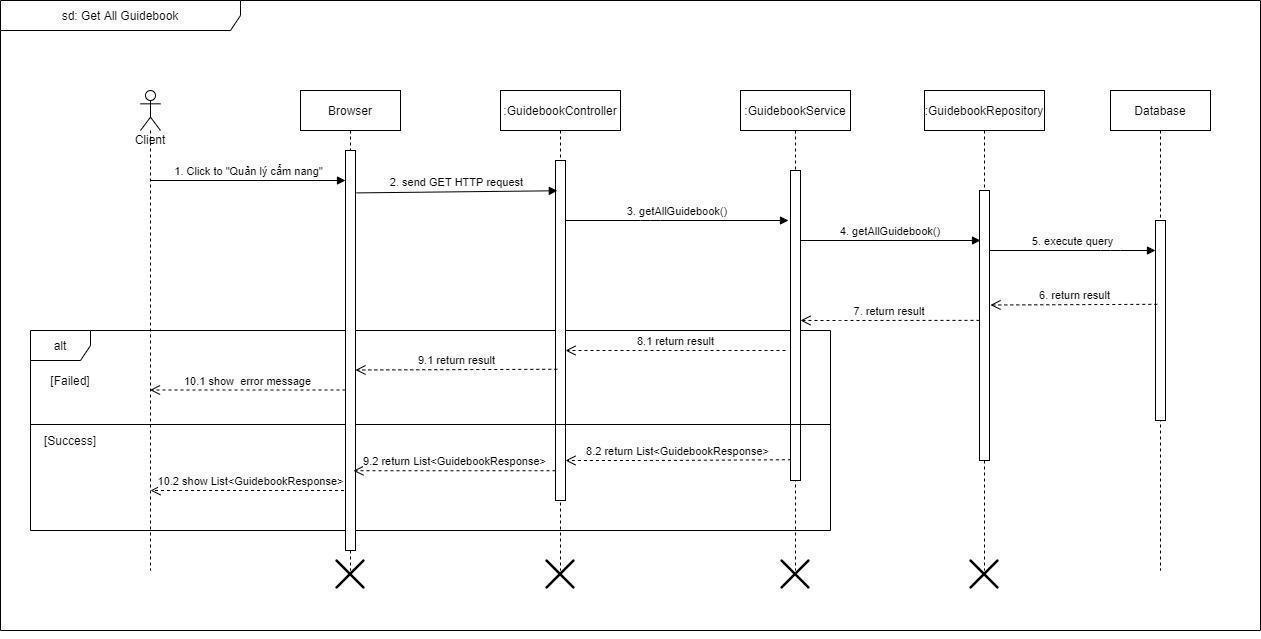 sd: Get All Guidebook
Client
Browser
:GuidebookController
:GuidebookService
:GuidebookRepository
Database
1. Click to "Quản lý cẩm nang"
2. send GET HTTP request
3. getAllGuidebook()
4. getAllGuidebook()
5. execute query
6. return result
7. return result
alt
8.1 return result
9.1 return result
[Failed]
10.1 show  error message
[Success]
8.2 return List<GuidebookResponse>
9.2 return List<GuidebookResponse>
10.2 show List<GuidebookResponse>